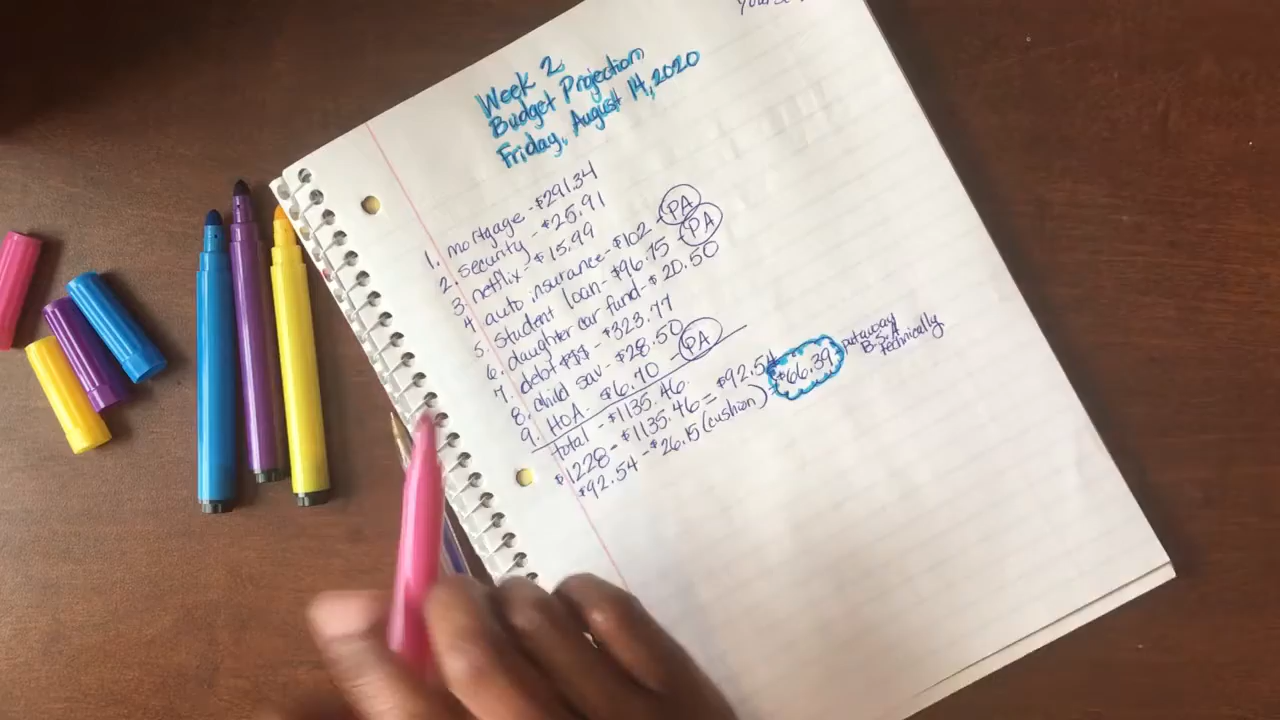 Week 2
Budget Projection
Friday, August 14, 2020
1. mortgage - $291.34
2. security - $25.91
3. netflix - $15.99
4. auto insurance - $102 - PA
5. student loan - $96.75 - PA
6. daughter car fund - $20.50
7. debt $$$ - $323.77
8. child sav - $28.50
9. HOA - $6.70 - PA
total - $1135.46
$1228 - $1135.46 = $92.54
$92.54 - $26.15 (cushion) $66.39 put away
B.S.A
technically